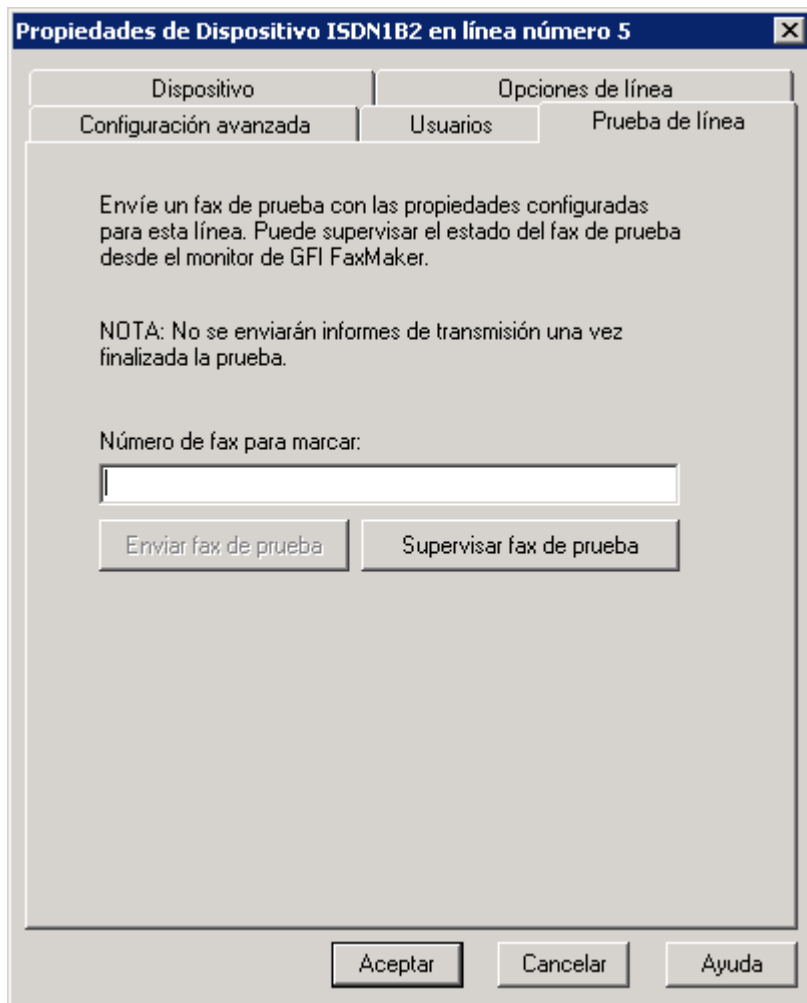 Propiedades de Dispositivo ISDN1B2 en línea número 5
Dispositivo
Opciones de línea
Configuración avanzada
Usuarios
Prueba de línea
Envíe un fax de prueba con las propiedades configuradas
para esta línea. Puede supervisar el estado del fax de prueba
desde el monitor de GFI FaxMaker.
NOTA: No se enviarán informes de transmisión una vez
finalizada la prueba.
Número de fax para marcar:
Enviar fax de prueba
Supervisar fax de prueba
Aceptar
Cancelar
Ayuda